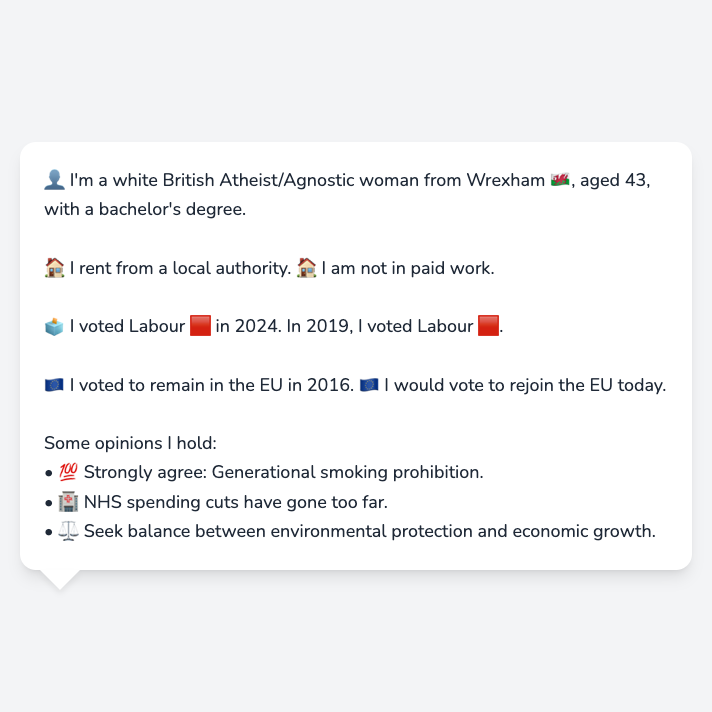 👤 I'm a white British Atheist/Agnostic woman from Wrexham 🏴󠁧󠁢󠁷󠁬󠁳󠁿, aged 43,
with a bachelor's degree.
🏠 I rent from a local authority. 🏠 I am not in paid work.
🗳️ I voted Labour 🟥 in 2024. In 2019, I voted Labour 🟥.
🇪🇺 I voted to remain in the EU in 2016. 🇪🇺 I would vote to rejoin the EU today.
Some opinions I hold:
• 💯 Strongly agree: Generational smoking prohibition.
• 🏥 NHS spending cuts have gone too far.
• ⚖️ Seek balance between environmental protection and economic growth.